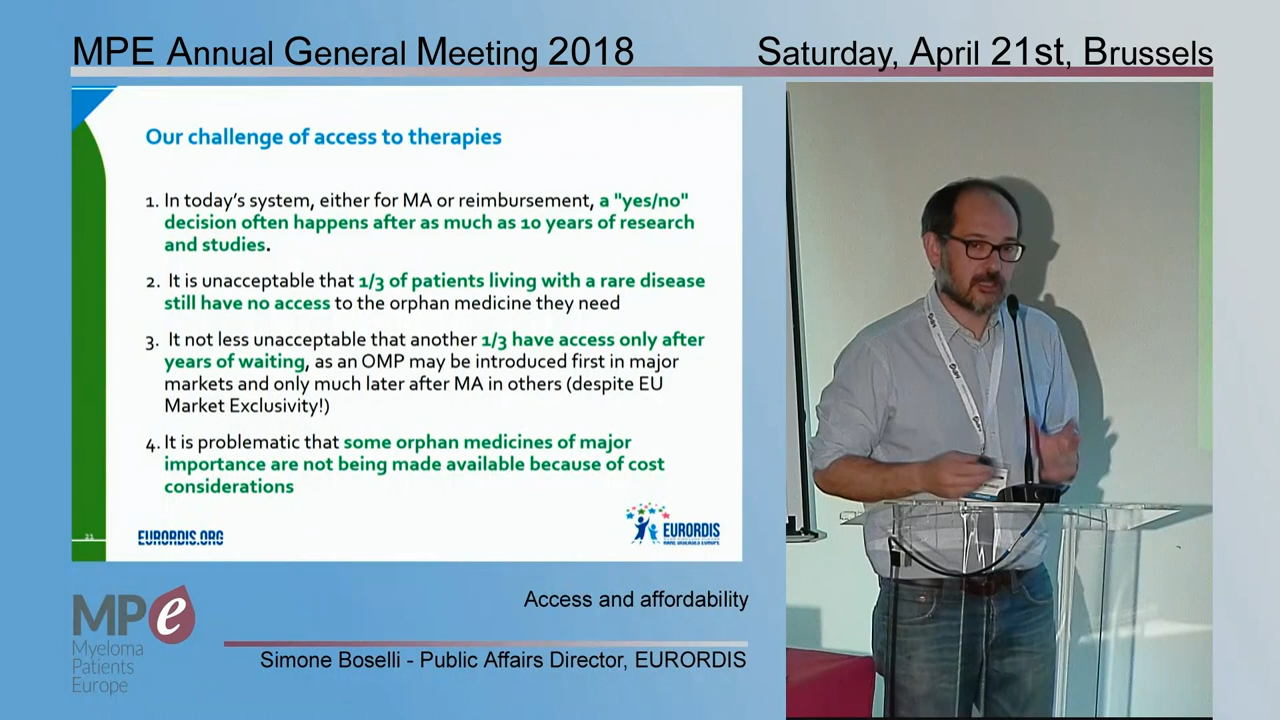 MPE Annual General Meeting 2018
Saturday, April 21st, Brussels
Our challenge of access to therapies
1. In today's system, either for MA or reimbursement, a "yes/no"
decision often happens after as much as 10 years of research
and studies.
2. It is unacceptable that 1/3 of patients living with a rare disease
still have no access to the orphan medicine they need
3. It not less unacceptable that another 1/3 have access only after
years of waiting, as an OMP may be introduced first in major
markets and only much later after MA in others (despite EU
Market Exclusivity!)
4. It is problematic that some orphan medicines of major
importance are not being made available because of cost
considerations
21
EURORDIS.ORG
EURORDIS
RARE DISEASES EUROPE
Access and affordability
MPe
Myeloma
Patients
Europe
Simone Boselli - Public Affairs Director, EURORDIS